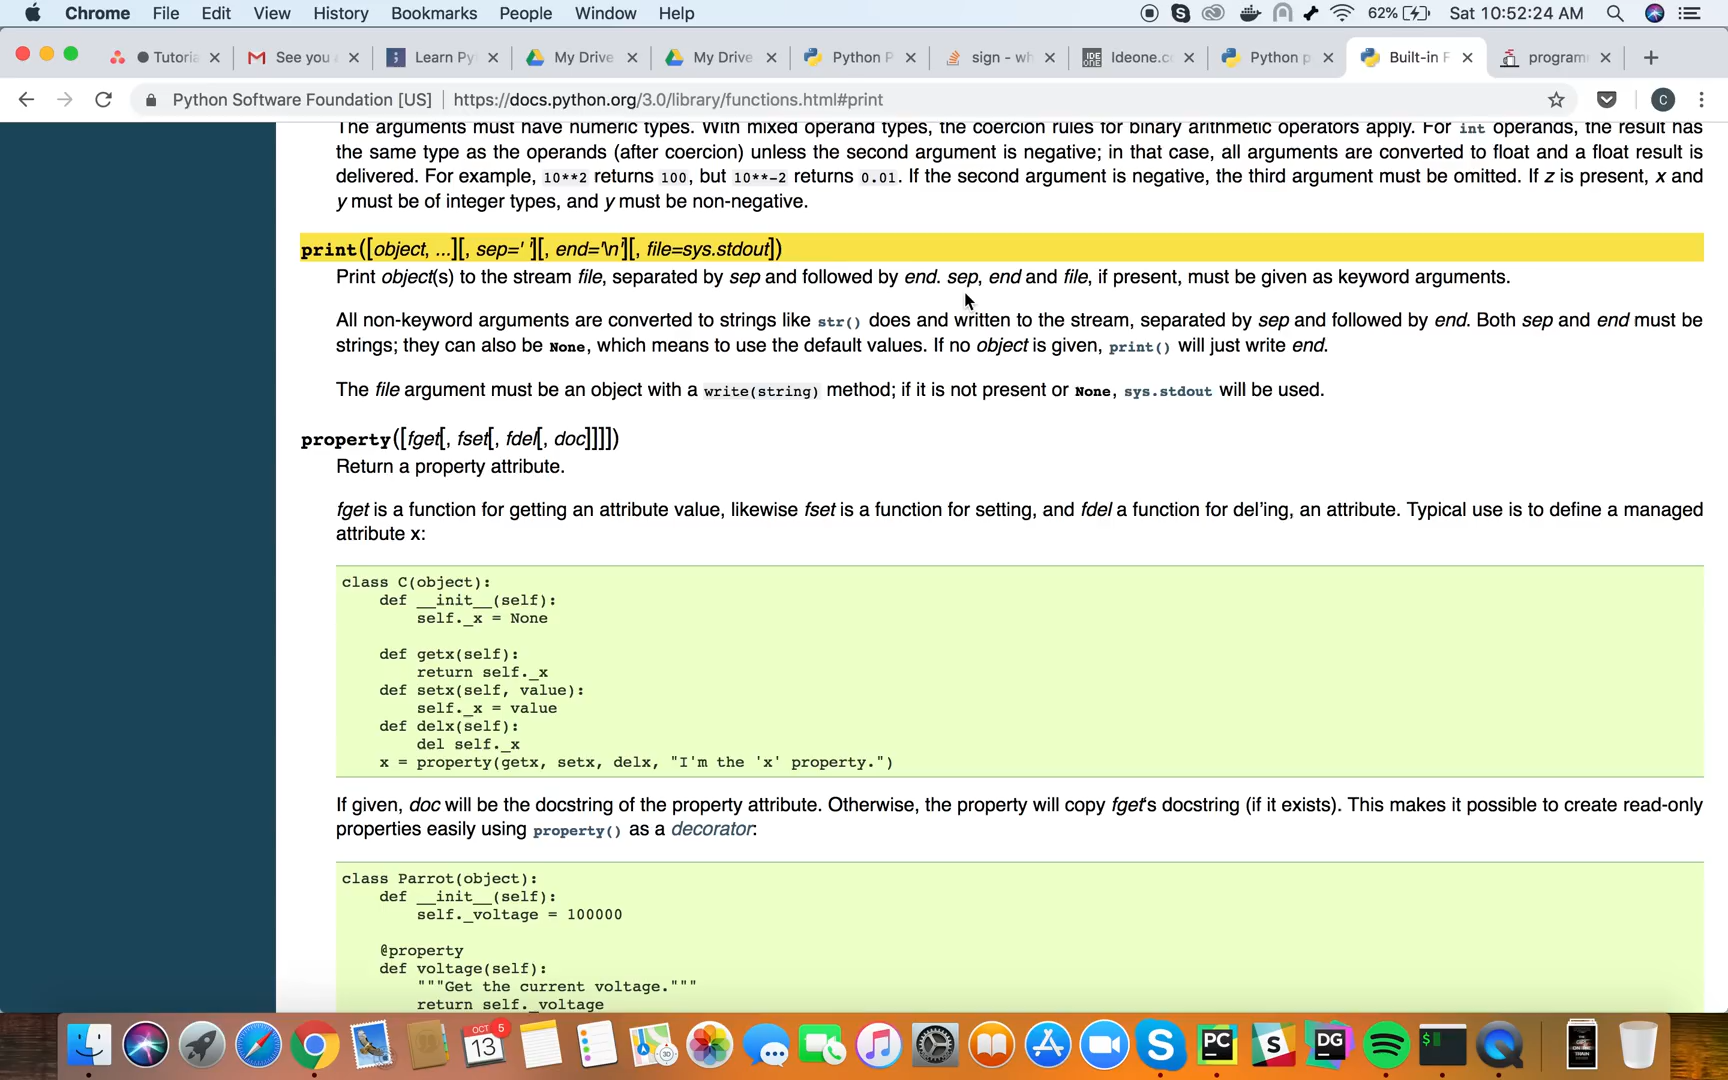 Chrome File Edit View History Bookmarks People Window Help 62% Sat 10:52:24 AM
Tutoria See you Learn Py My Drive My Drive Python P sign - wh Ideone.c Python p Built-in F program
Python Software Foundation [US] https://docs.python.org/3.0/library/functions.html#print C
The arguments must have numeric types. With mixed operand types, the coercion rules for binary arithmetic operators apply. For int operands, the result has
the same type as the operands (after coercion) unless the second argument is negative; in that case, all arguments are converted to float and a float result is
delivered. For example, 10**2 returns 100, but 10**-2 returns 0.01. If the second argument is negative, the third argument must be omitted. If z is present, x and
y must be of integer types, and y must be non-negative.
print([object, ...][, sep=' '][, end='\n'][, file=sys.stdout])
Print object(s) to the stream file, separated by sep and followed by end. sep, end and file, if present, must be given as keyword arguments.
All non-keyword arguments are converted to strings like str() does and written to the stream, separated by sep and followed by end. Both sep and end must be
strings; they can also be None, which means to use the default values. If no object is given, print() will just write end.
The file argument must be an object with a write(string) method; if it is not present or None, sys.stdout will be used.
property([fget[, fset[, fdel[, doc]]]])
Return a property attribute.
fget is a function for getting an attribute value, likewise fset is a function for setting, and fdel a function for del'ing, an attribute. Typical use is to define a managed
attribute x:
class C(object):
def __init__(self):
self._x = None
def getx(self):
return self._x
def setx(self, value):
self._x = value
def delx(self):
del self._x
x = property(getx, setx, delx, "I'm the 'x' property.")
If given, doc will be the docstring of the property attribute. Otherwise, the property will copy fget's docstring (if it exists). This makes it possible to create read-only
properties easily using property() as a decorator:
class Parrot(object):
def __init__(self):
self._voltage = 100000
@property
def voltage(self):
"""Get the current voltage."""
return self._voltage
OCT 13 5 PC S DG $